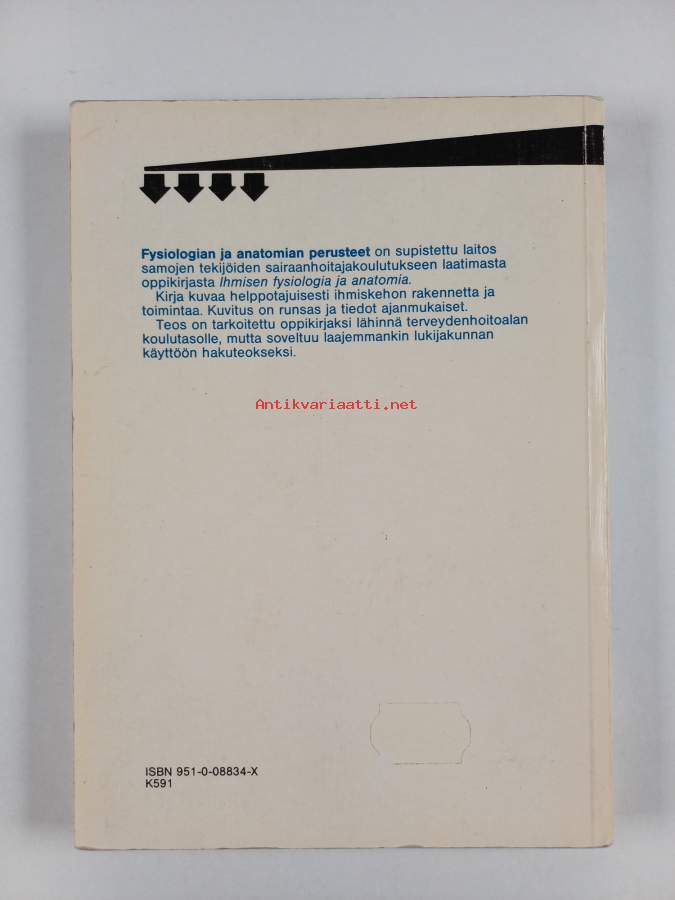 Fysiologian ja anatomian perusteet on supistettu laitos
samojen tekijöiden sairaanhoitajakoulutukseen laatimasta
oppikirjasta Ihmisen fysiologia ja anatomia.
Kirja kuvaa helppotajuisesti ihmiskehon rakennetta ja
toimintaa. Kuvitus on runsas ja tiedot ajanmukaiset.
Teos on tarkoitettu oppikirjaksi lähinnä terveydenhoitoalan
koulutasolle, mutta soveltuu laajemmankin lukijakunnan
käyttöön hakuteokseksi.
Antikvariaatti.net
ISBN 951-0-08834-X
K591